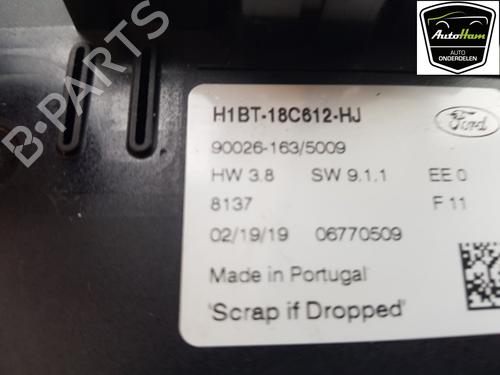 AutoHam
AUTO
ONDERDELEN
B-PARTS
H1BT-18C612-HJ
Ford
90026-163/5009
HW 3.8 SW 9.1.1 EE 0
8137 F 11
02/19/19 06770509
Made in Portugal
'Scrap if Dropped'